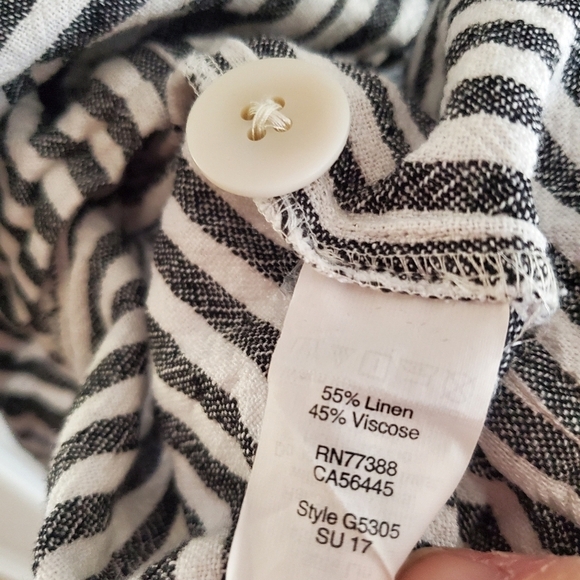 55% Linen
45% Viscose
RN77388
CA56445
Style G5305
SU 17